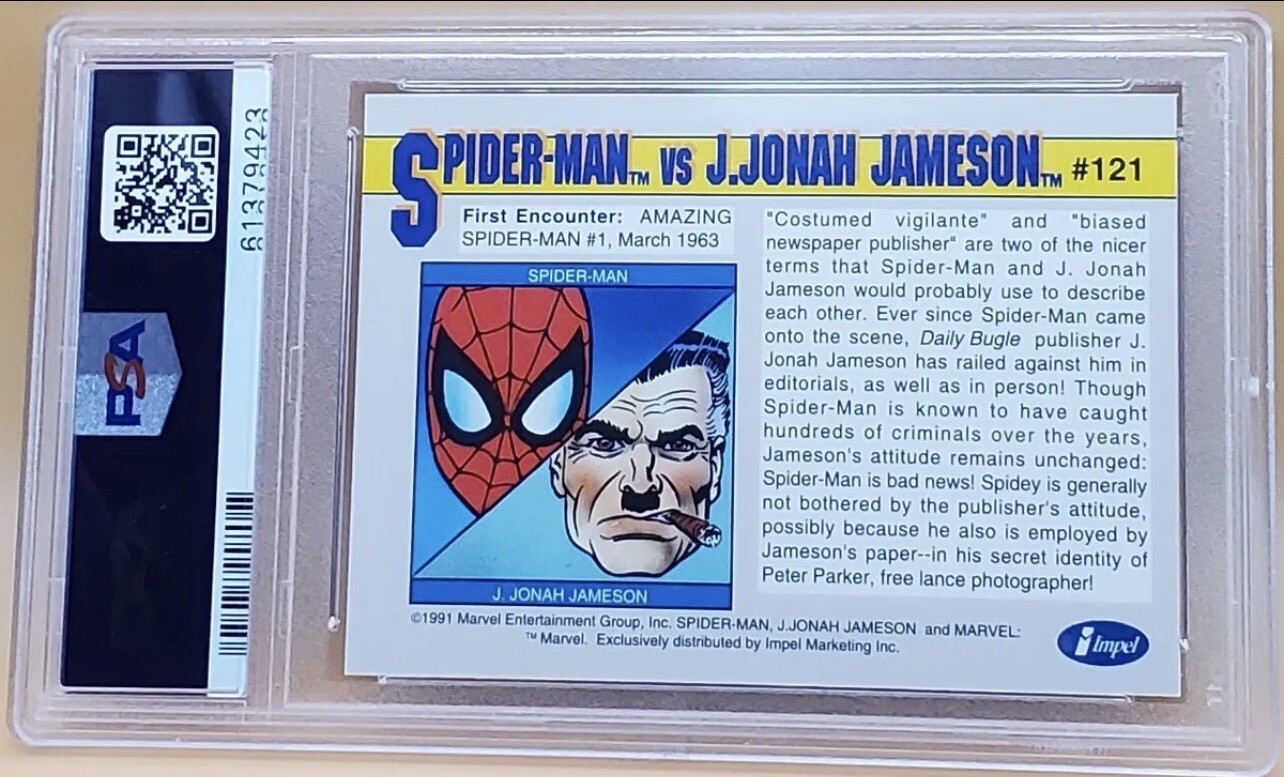 PSA
61379423
SPIDER-MAN™ VS J.JONAH JAMESON™ #121
First Encounter: AMAZING
SPIDER-MAN #1, March 1963
SPIDER-MAN
J. JONAH JAMESON
"Costumed vigilante" and "biased
newspaper publisher" are two of the nicer
terms that Spider-Man and J. Jonah
Jameson would probably use to describe
each other. Ever since Spider-Man came
onto the scene, Daily Bugle publisher J.
Jonah Jameson has railed against him in
editorials, as well as in person! Though
Spider-Man is known to have caught
hundreds of criminals over the years,
Jameson's attitude remains unchanged:
Spider-Man is bad news! Spidey is generally
not bothered by the publisher's attitude,
possibly because he also is employed by
Jameson's paper--in his secret identity of
Peter Parker, free lance photographer!
©1991 Marvel Entertainment Group, Inc. SPIDER-MAN, J.JONAH JAMESON and MARVEL:
™ Marvel. Exclusively distributed by Impel Marketing Inc.
Impel